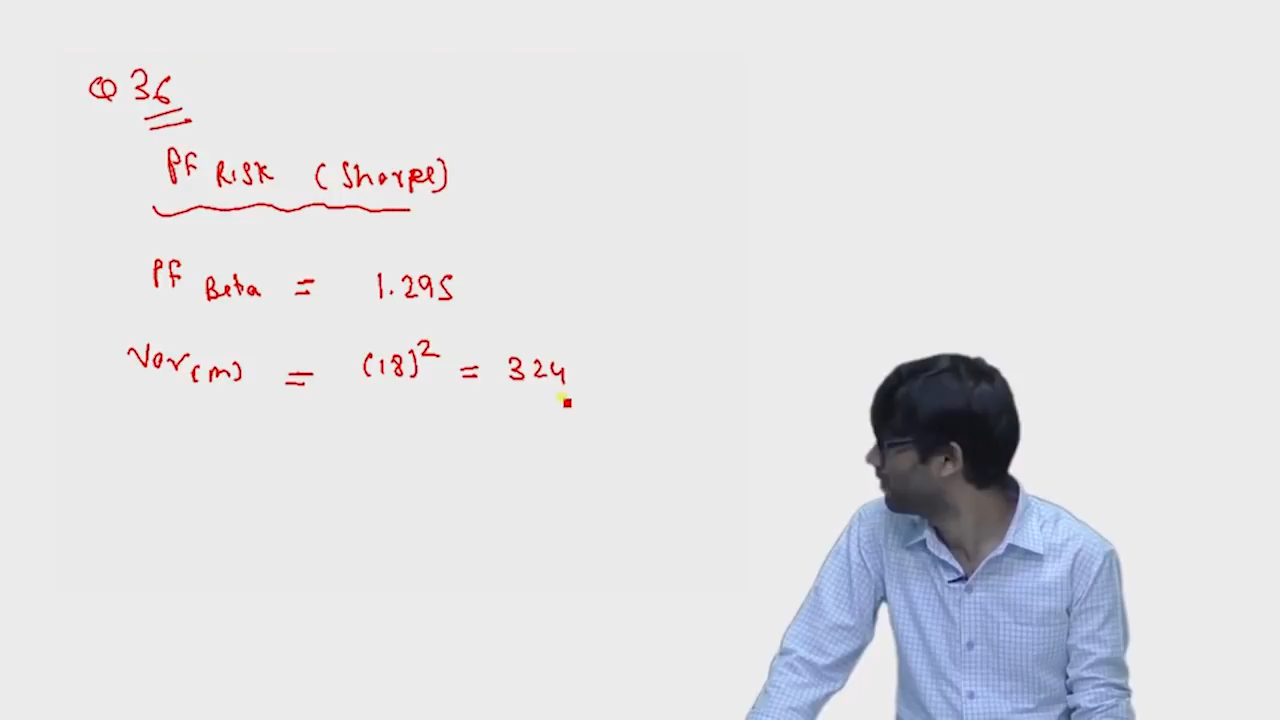 Q 36
PF Risk (Sharpe)
PF Beta = 1.295
Var(m) = (18)² = 324